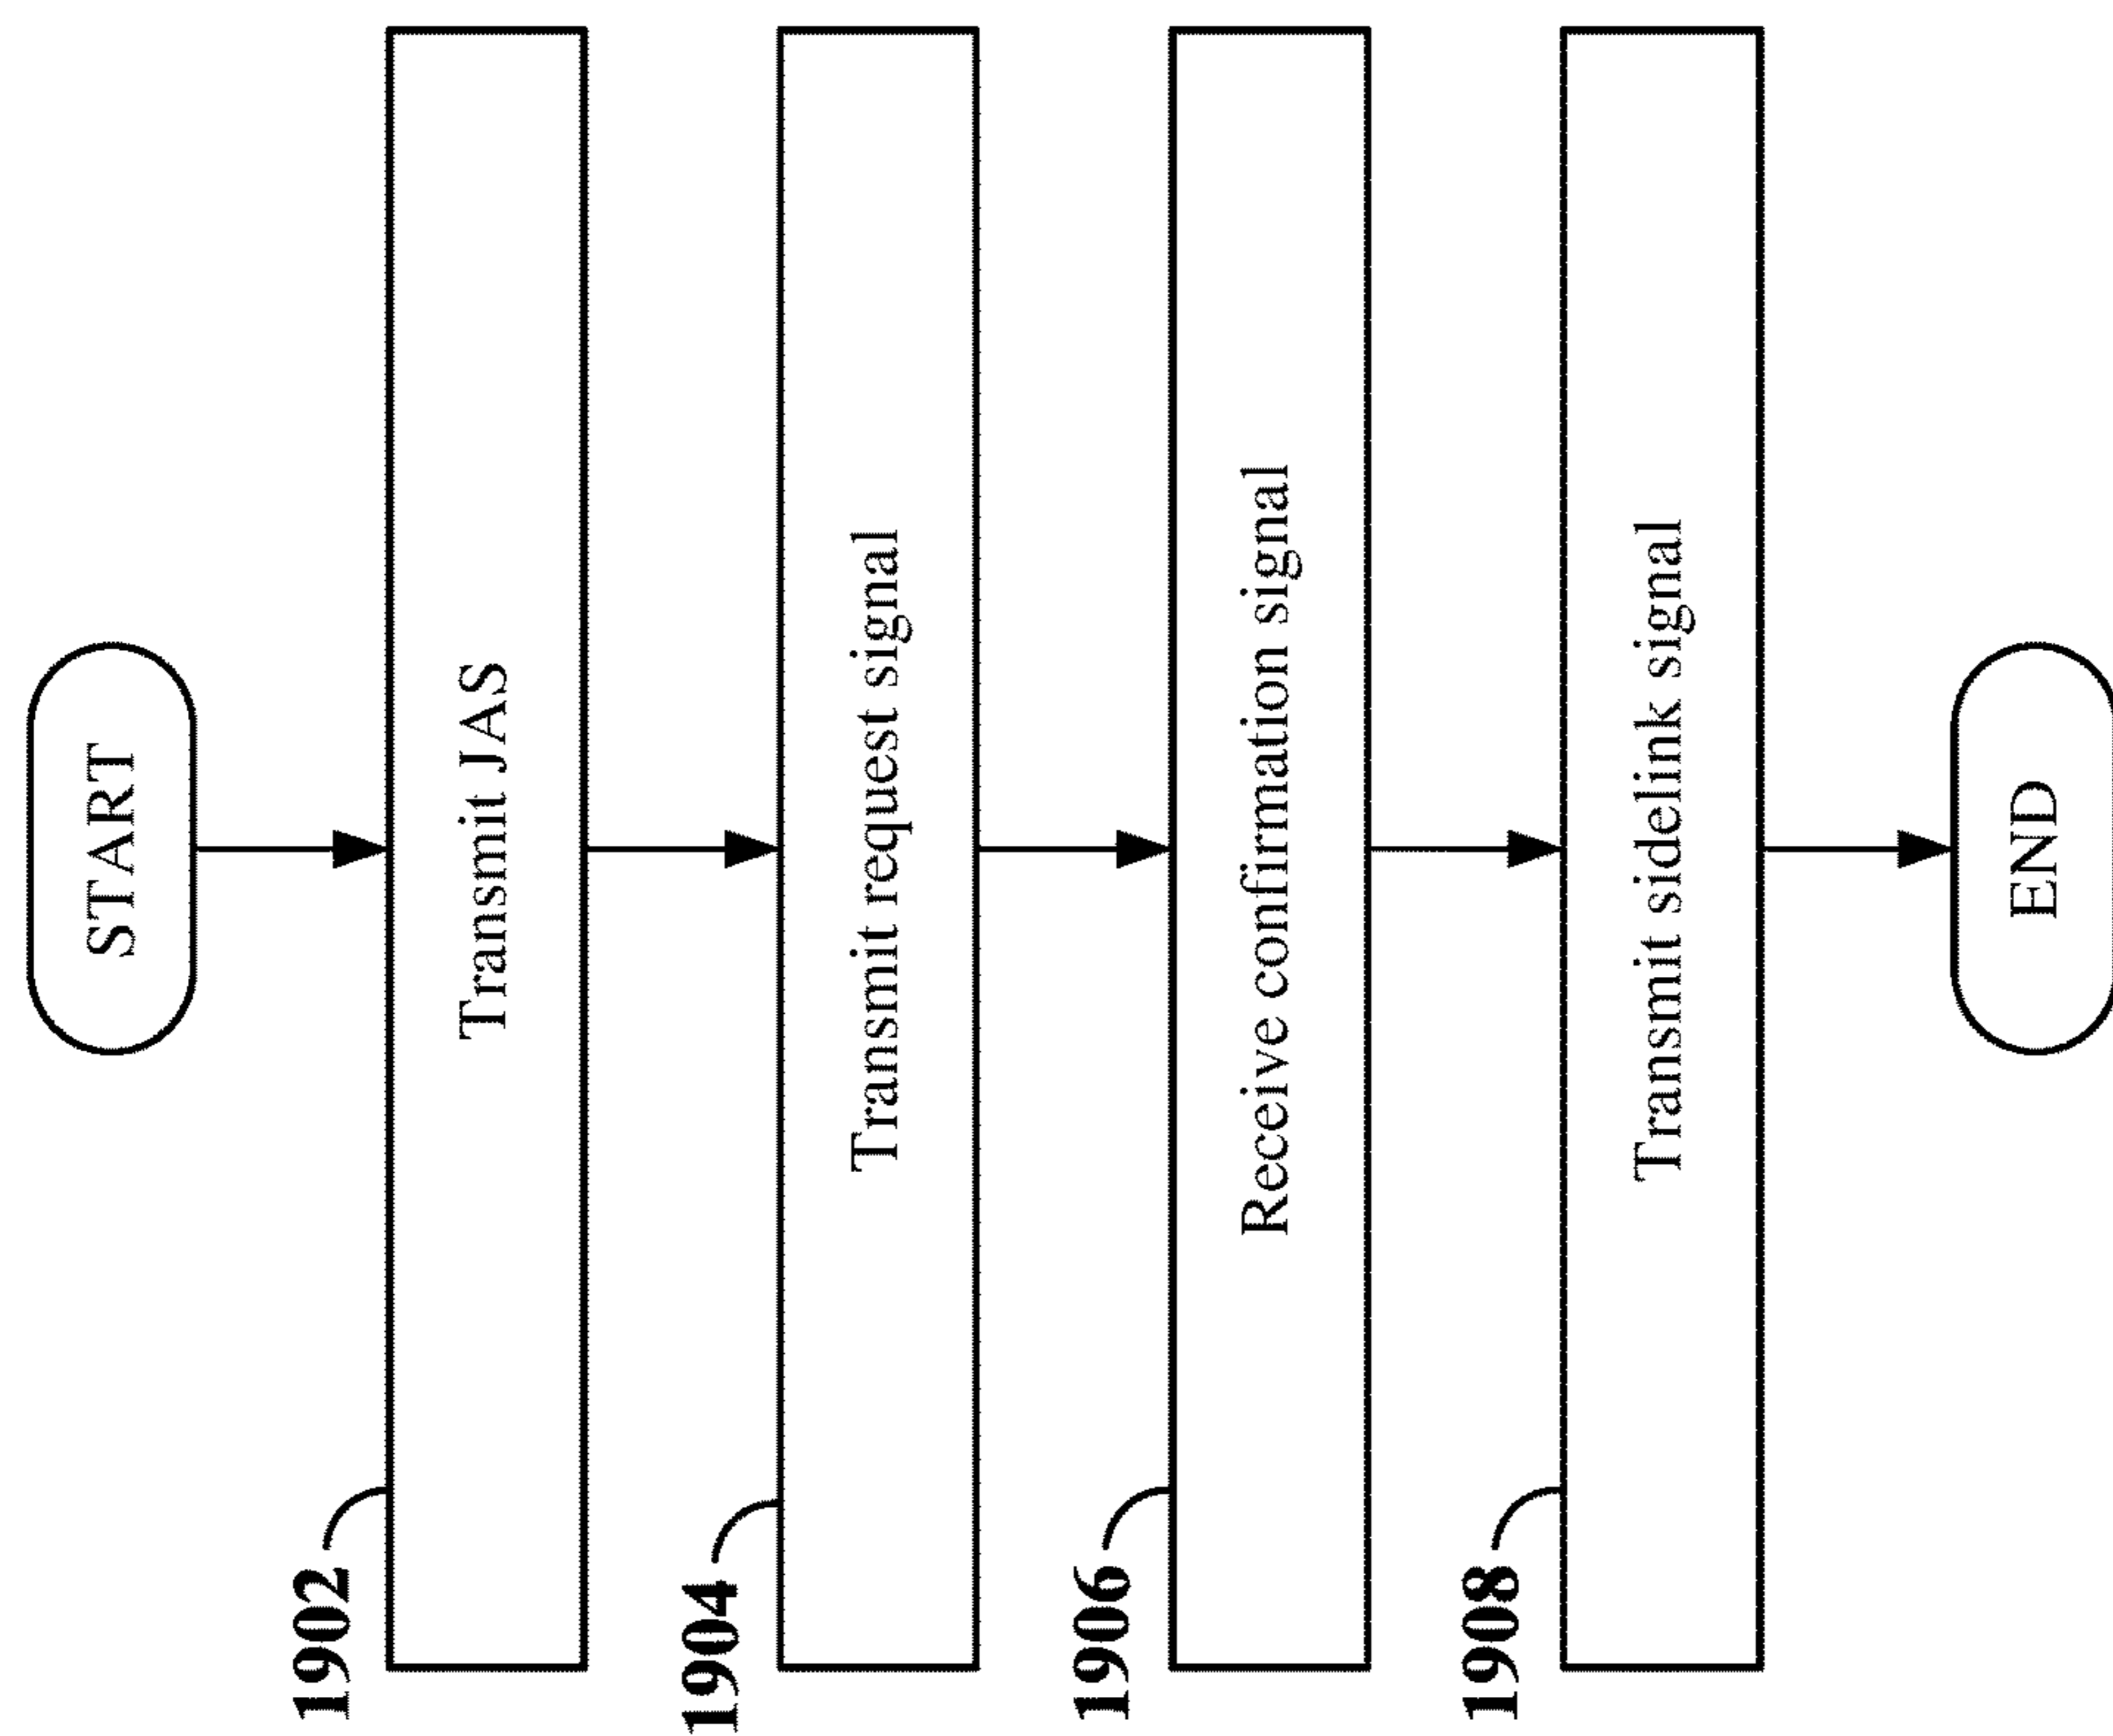 START
1902
Transmit JAS
1904
Transmit request signal
1906
Receive confirmation signal
1908
Transmit sidelink signal
END